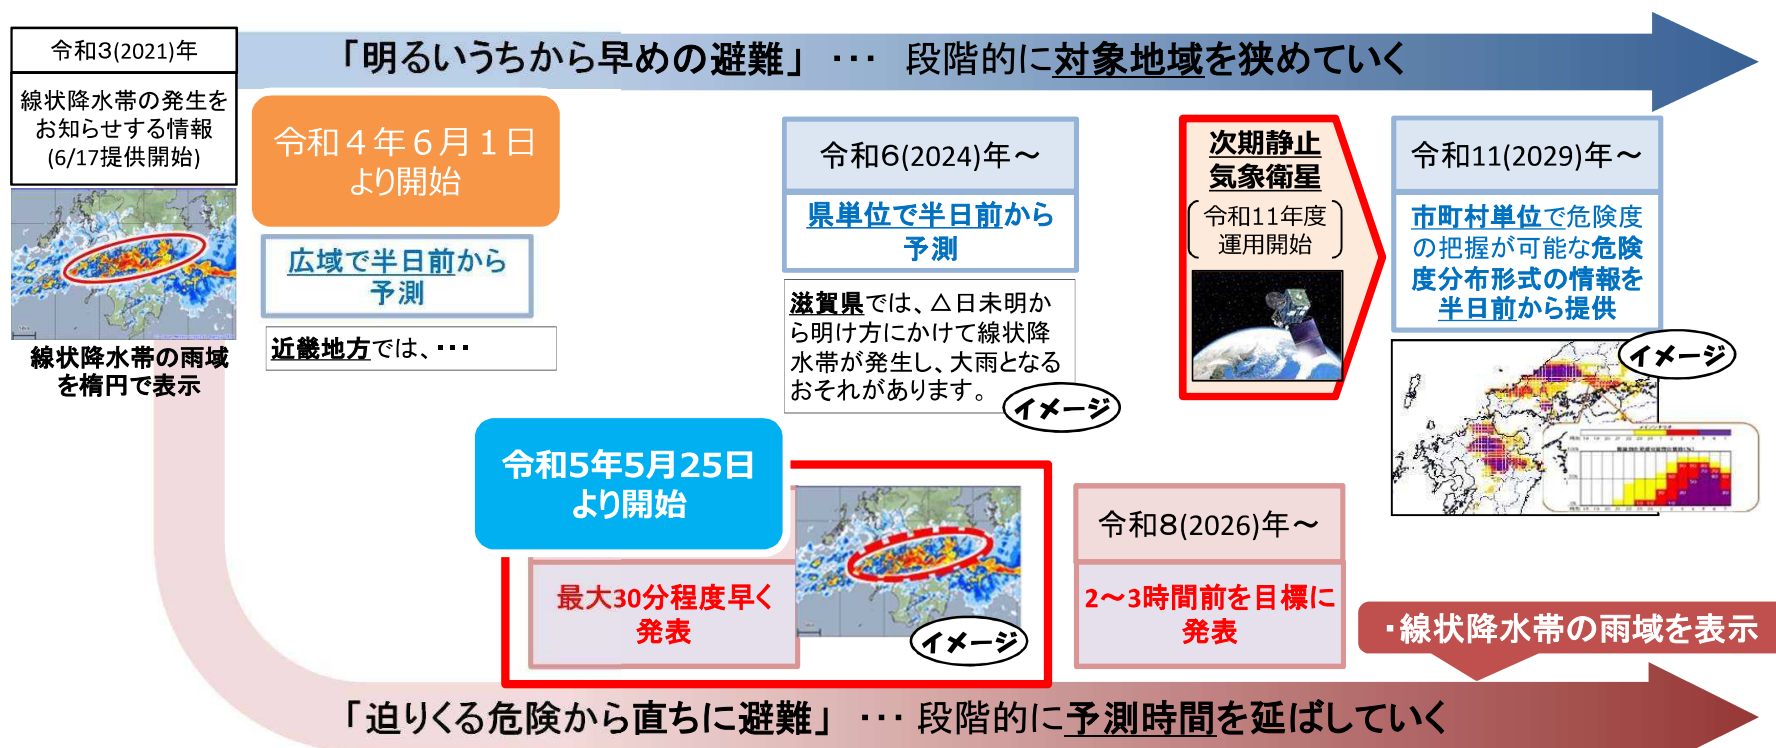 令和3(2021)年
線状降水帯の発生を
お知らせする情報
(6/17提供開始)
線状降水帯の雨域
を楕円で表示
「明るいうちから早めの避難」 ・・・ 段階的に対象地域を狭めていく
令和４年６月１日
より開始
広域で半日前から
予測
近畿地方では、・・・
令和6(2024)年～
県単位で半日前から
予測
滋賀県では、△日未明か
ら明け方にかけて線状降
水帯が発生し、大雨となる
おそれがあります。
イメージ
次期静止
気象衛星
令和11年度
運用開始
令和11(2029)年～
市町村単位で危険度
の把握が可能な危険
度分布形式の情報を
半日前から提供
イメージ
令和5年5月25日
より開始
最大30分程度早く
発表
イメージ
令和8(2026)年～
2～3時間前を目標に
発表
・線状降水帯の雨域を表示
「迫りくる危険から直ちに避難」 ・・・ 段階的に予測時間を延ばしていく